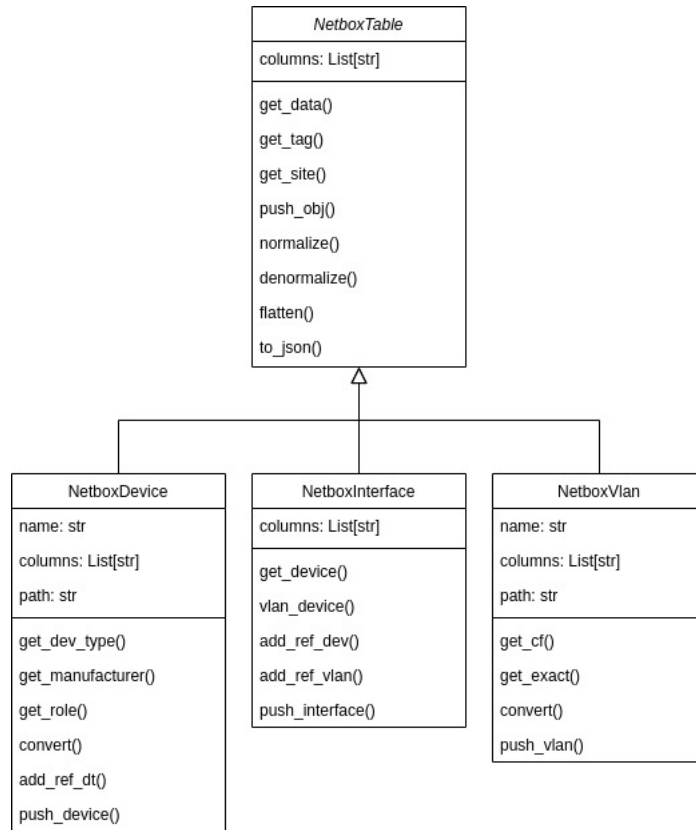 NetboxTable
columns: List[str]
get_data()
get_tag()
get_site()
push_obj()
normalize()
denormalize()
flatten()
to_json()
NetboxDevice
name: str
columns: List[str]
path: str
get_dev_type()
get_manufacturer()
get_role()
convert()
add_ref_dt()
push_device()
NetboxInterface
columns: List[str]
get_device()
vlan_device()
add_ref_dev()
add_ref_vlan()
push_interface()
NetboxVlan
name: str
columns: List[str]
path: str
get_cf()
get_exact()
convert()
push_vlan()